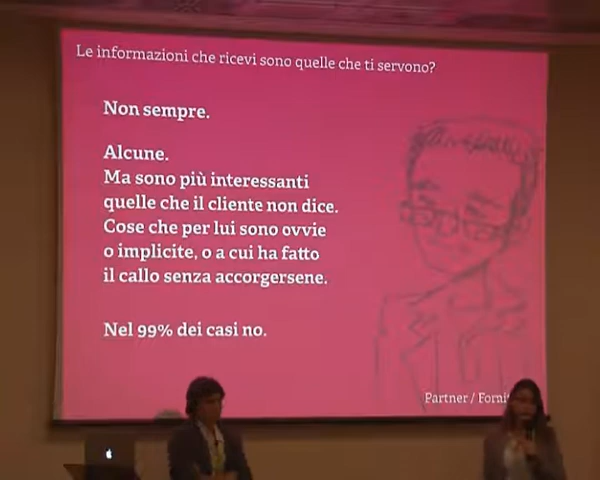 Le informazioni che ricevi sono quelle che ti servono?
Non sempre.
Alcune.
Ma sono più interessanti
quelle che il cliente non dice.
Cose che per lui sono ovvie
o implicite, o a cui ha fatto
il callo senza accorgersene.
Nel 99% dei casi no.
Partner /